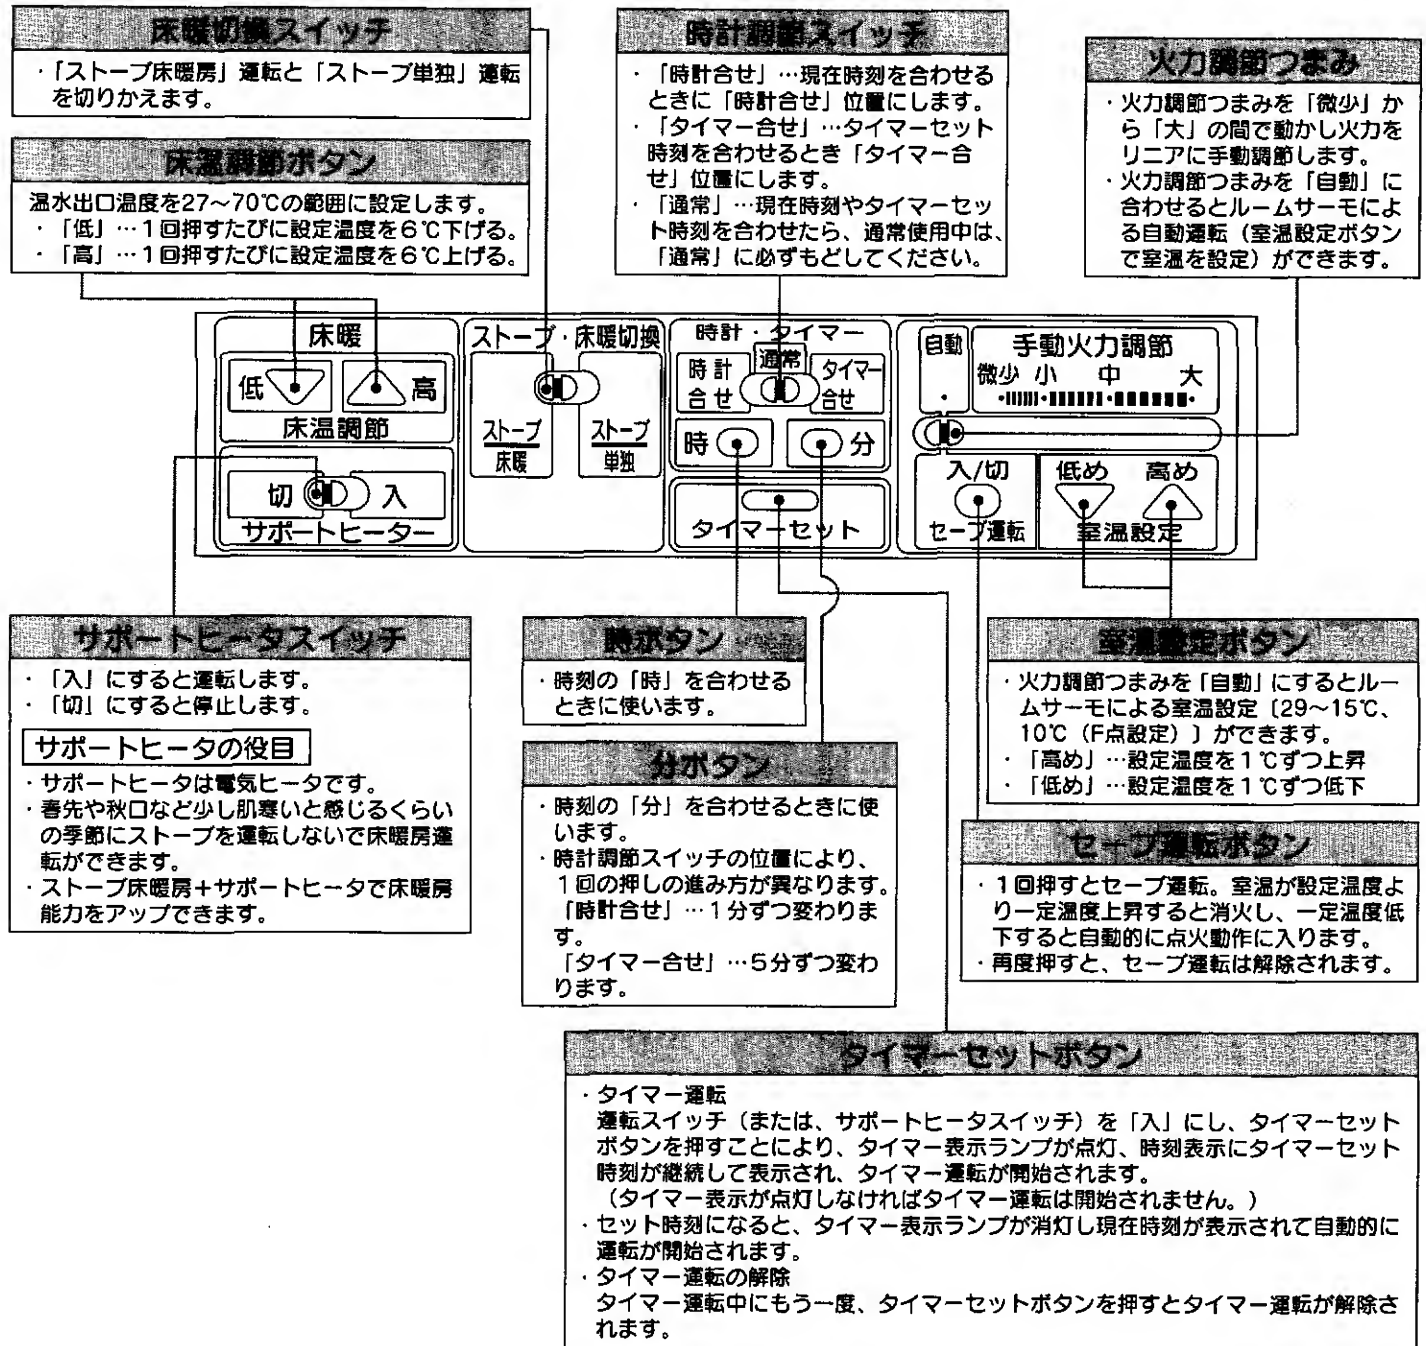 床暖切換スイッチ
・「ストーブ床暖房」運転と「ストーブ単独」運転
を切りかえます。
床温調節ボタン
温水出口温度を27～70℃の範囲に設定します。
・「低」…1回押すたびに設定温度を6℃下げる。
・「高」…1回押すたびに設定温度を6℃上げる。
時計調節スイッチ
・「時計合せ」…現在時刻を合わせる
ときに「時計合せ」位置にします。
・「タイマー合せ」…タイマーセット
時刻を合わせるとき「タイマー合
せ」位置にします。
・「通常」…現在時刻やタイマーセッ
ト時刻を合わせたら、通常使用中は、
「通常」に必ずもどしてください。
火力調節つまみ
・火力調節つまみを「微少」か
ら「大」の間で動かし火力を
リニアに手動調節します。
・火力調節つまみを「自動」に
合わせるとルームサーモによ
る自動運転（室温設定ボタン
で室温を設定）ができます。
床暖
低
高
床温調節
切
入
サポートヒーター
ストーブ・床暖切換
ストーブ
床暖
ストーブ
単独
時計・タイマー
時計
合せ
通常
タイマー
合せ
時
分
タイマーセット
自動
手動火力調節
微少 小 中 大
入/切
セーブ運転
低め 高め
室温設定
サポートヒータスイッチ
・「入」にすると運転します。
・「切」にすると停止します。
サポートヒータの役目
・サポートヒータは電気ヒータです。
・春先や秋口など少し肌寒いと感じるくらい
の季節にストーブを運転しないで床暖房運
転ができます。
・ストーブ床暖房＋サポートヒータで床暖房
能力をアップできます。
時ボタン
・時刻の「時」を合わせる
ときに使います。
分ボタン
・時刻の「分」を合わせるときに使
います。
・時計調節スイッチの位置により、
1回の押しの進み方が異なります。
「時計合せ」…1分ずつ変わりま
す。
「タイマー合せ」…5分ずつ変わ
ります。
室温設定ボタン
・火力調節つまみを「自動」にするとルー
ムサーモによる室温設定〔29～15℃、
10℃（F点設定）〕ができます。
・「高め」…設定温度を1℃ずつ上昇
・「低め」…設定温度を1℃ずつ低下
セーブ運転ボタン
・1回押すとセーブ運転。室温が設定温度よ
り一定温度上昇すると消火し、一定温度低
下すると自動的に点火動作に入ります。
・再度押すと、セーブ運転は解除されます。
タイマーセットボタン
・タイマー運転
運転スイッチ（または、サポートヒータスイッチ）を「入」にし、タイマーセット
ボタンを押すことにより、タイマー表示ランプが点灯、時刻表示にタイマーセット
時刻が継続して表示され、タイマー運転が開始されます。
（タイマー表示が点灯しなければタイマー運転は開始されません。）
・セット時刻になると、タイマー表示ランプが消灯し現在時刻が表示されて自動的に
運転が開始されます。
・タイマー運転の解除
タイマー運転中にもう一度、タイマーセットボタンを押すとタイマー運転が解除さ
れます。